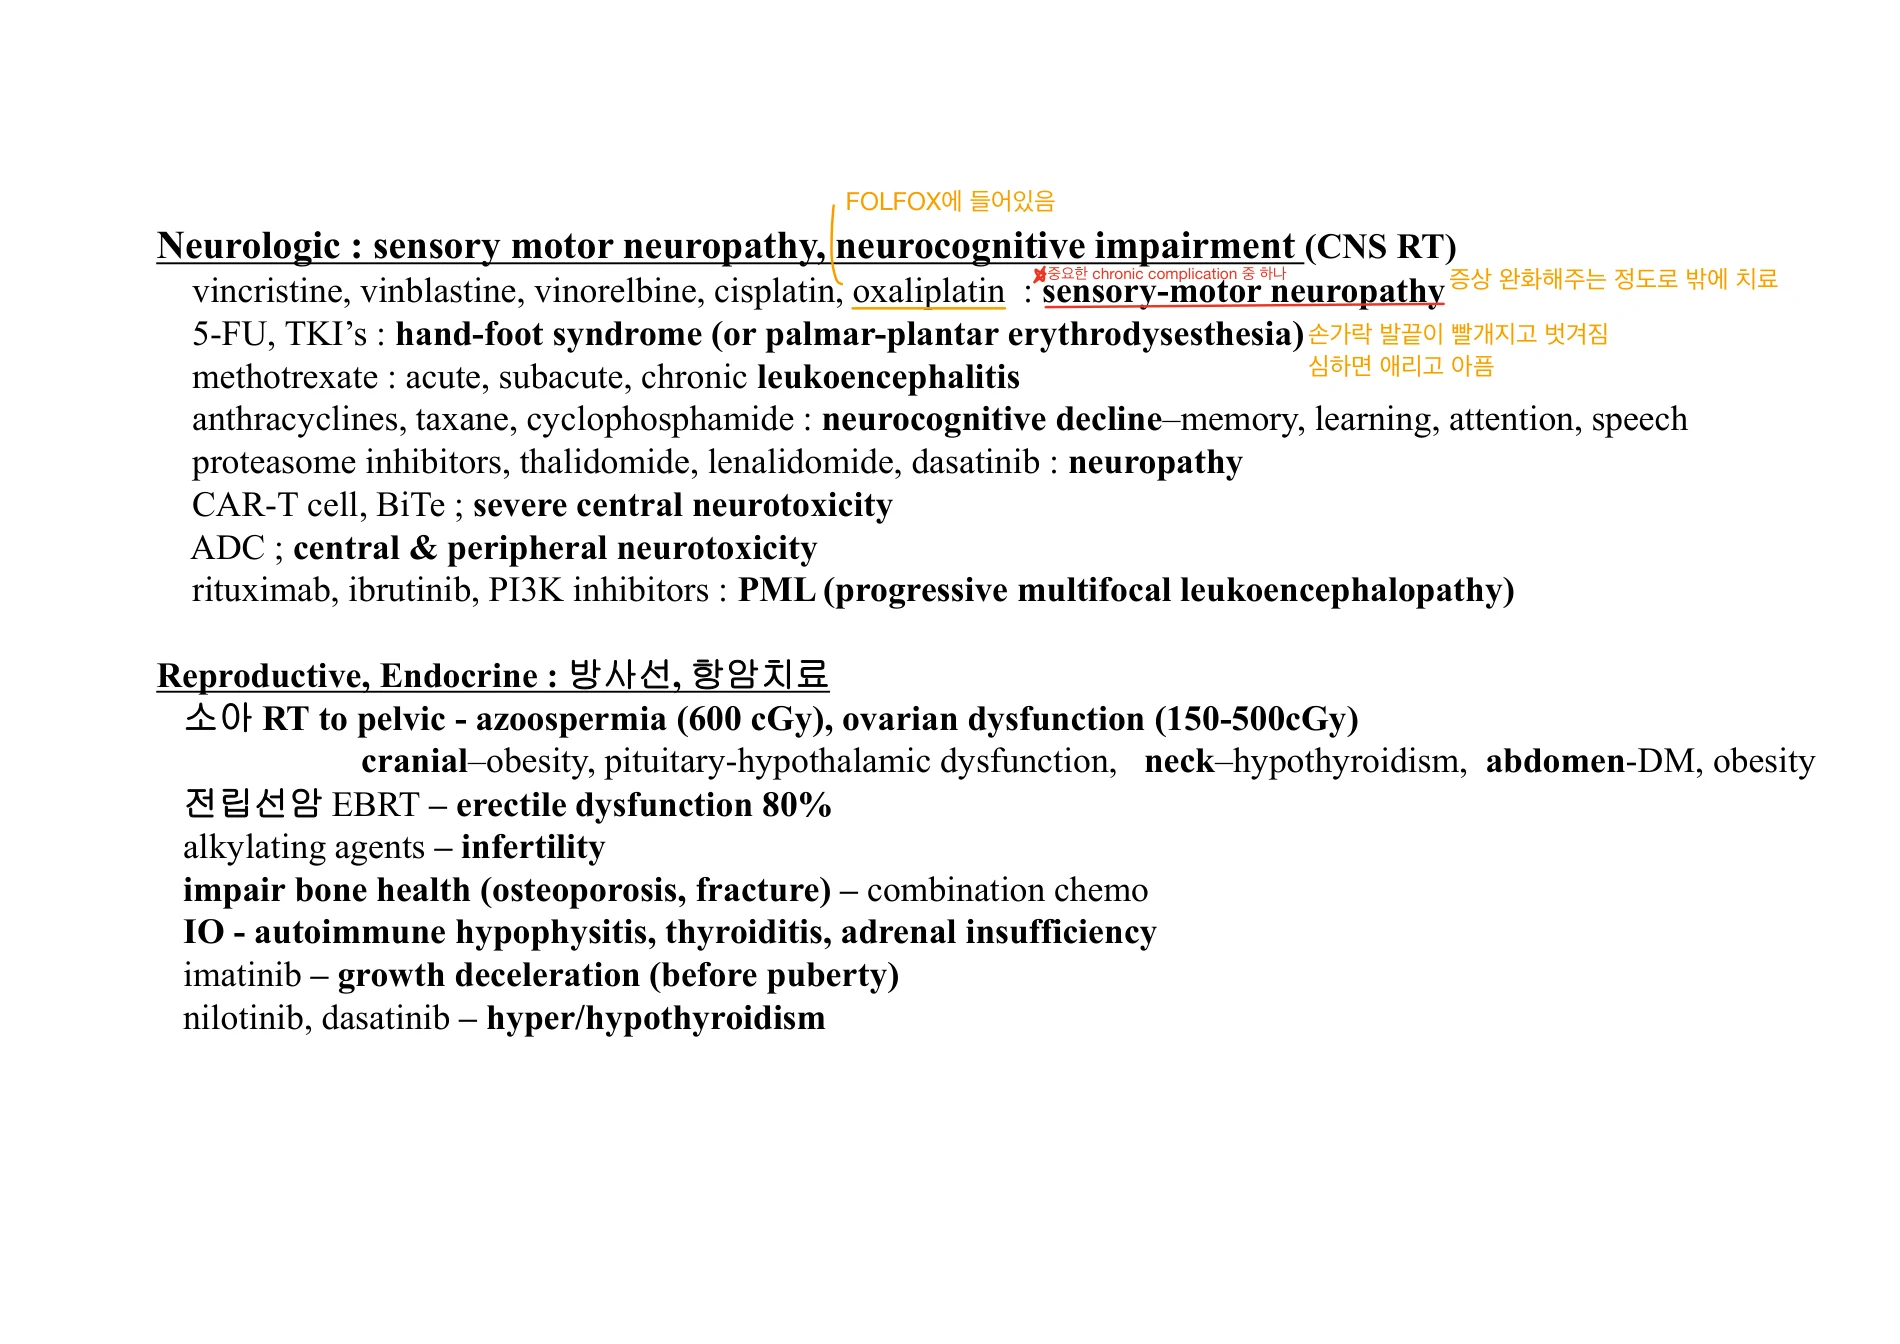 FOLFOX에 들어있음
Neurologic : sensory motor neuropathy, neurocognitive impairment (CNS RT)
중요한 chronic complication 중 하나
vincristine, vinblastine, vinorelbine, cisplatin, oxaliplatin : sensory-motor neuropathy 증상 완화해주는 정도로 밖에 치료
5-FU, TKI’s : hand-foot syndrome (or palmar-plantar erythrodysesthesia) 손가락 발끝이 빨개지고 벗겨짐
심하면 애리고 아픔
methotrexate : acute, subacute, chronic leukoencephalitis
anthracyclines, taxane, cyclophosphamide : neurocognitive decline–memory, learning, attention, speech
proteasome inhibitors, thalidomide, lenalidomide, dasatinib : neuropathy
CAR-T cell, BiTe ; severe central neurotoxicity
ADC ; central & peripheral neurotoxicity
rituximab, ibrutinib, PI3K inhibitors : PML (progressive multifocal leukoencephalopathy)
Reproductive, Endocrine : 방사선, 항암치료
소아 RT to pelvic - azoospermia (600 cGy), ovarian dysfunction (150-500cGy)
cranial–obesity, pituitary-hypothalamic dysfunction, neck–hypothyroidism, abdomen-DM, obesity
전립선암 EBRT – erectile dysfunction 80%
alkylating agents – infertility
impair bone health (osteoporosis, fracture) – combination chemo
IO - autoimmune hypophysitis, thyroiditis, adrenal insufficiency
imatinib – growth deceleration (before puberty)
nilotinib, dasatinib – hyper/hypothyroidism